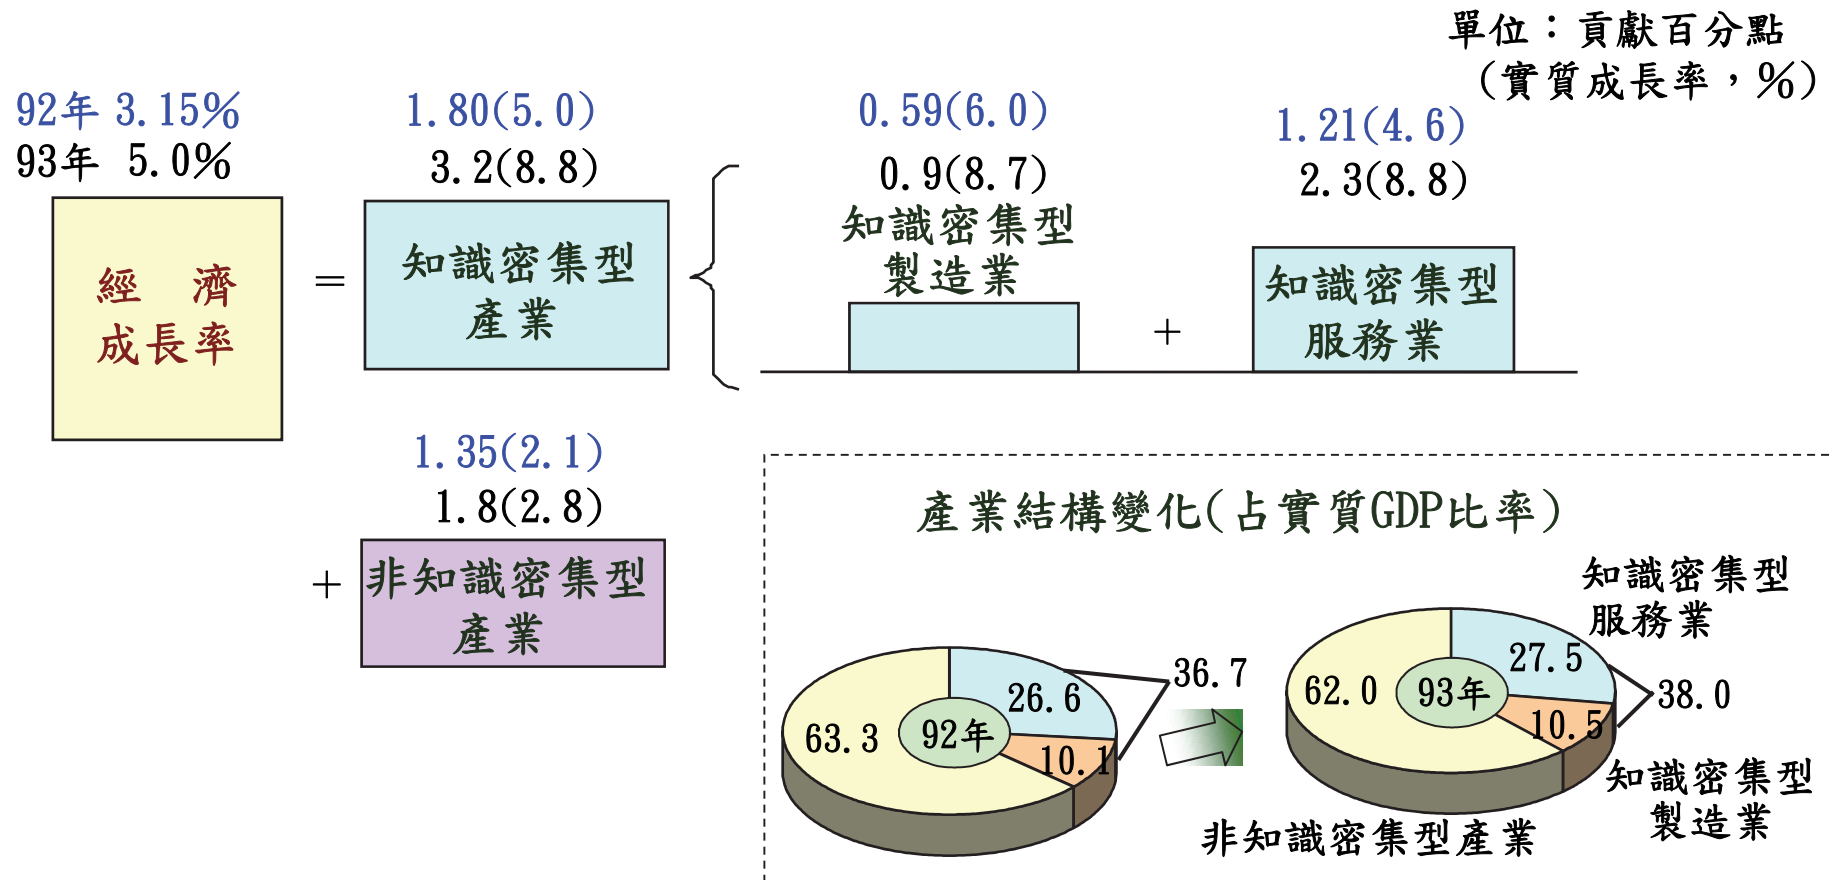 單位：貢獻百分點
(實質成長率，%)
92年 3.15%
93年 5.0%
經 濟
成長率
=
1.80(5.0)
3.2(8.8)
知識密集型
產業
0.59(6.0)
0.9(8.7)
知識密集型
製造業
+
1.21(4.6)
2.3(8.8)
知識密集型
服務業
+
1.35(2.1)
1.8(2.8)
非知識密集型
產業
產業結構變化(占實質GDP比率)
63.3
92年
26.6
10.1
36.7
62.0
93年
27.5
10.5
38.0
知識密集型
服務業
知識密集型
製造業
非知識密集型產業